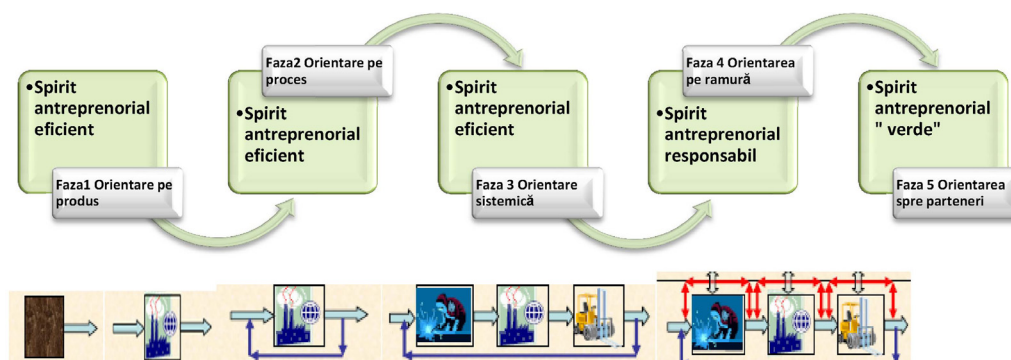 •Spirit
antreprenorial
eficient
Faza1 Orientare pe
produs
Faza2 Orientare pe
proces
•Spirit
antreprenorial
eficient
•Spirit
antreprenorial
eficient
Faza 3 Orientare
sistemică
Faza 4 Orientarea
pe ramură
•Spirit
antreprenorial
responsabil
•Spirit
antreprenorial
" verde"
Faza 5 Orientarea
spre parteneri